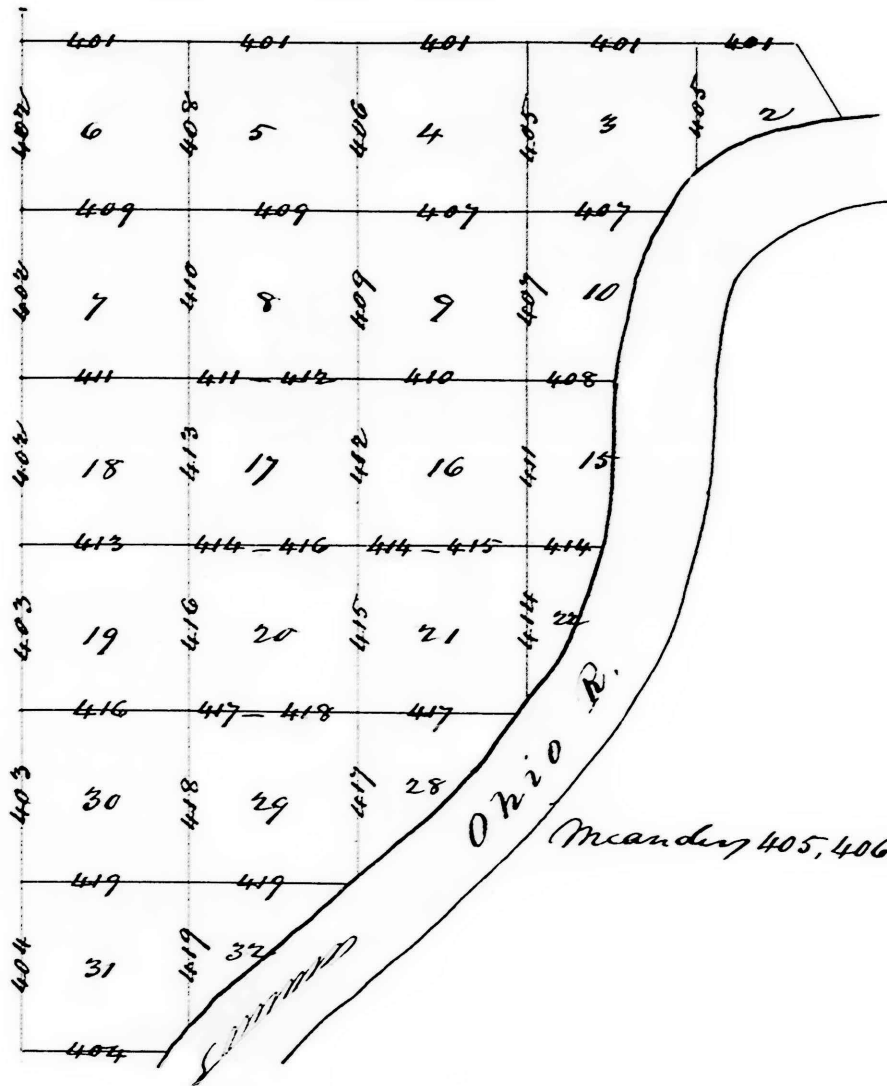 401 401 401 401 401
402 6 408 5 406 4 405 3 405 2
409 409 407 407
402 7 410 8 409 9 407 10
411 411-412 410 408
402 18 413 17 412 16 411 15
413 414-416 414-415 414
403 19 416 20 415 21 414 22
416 417-418 417
403 30 418 29 417 28
Ohio R.
Meanders 405, 406
419 419
404 31 419 32
404